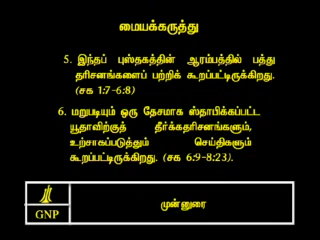 மையக்கருத்து
5. இந்தப் புஸ்தகத்தின் ஆரம்பத்தில் பத்து
தரிசனங்களைப் பற்றிக் கூறப்பட்டிருக்கிறது.
(சக 1:7-6:8)
6. மறுபடியும் ஒரு தேசமாக ஸ்தாபிக்கப்பட்ட
யூதாவிற்குத் தீர்க்கதரிசனங்களும்,
உற்சாகப்படுத்தும் செய்திகளும்
கூறப்பட்டிருக்கிறது. (சக 6:9-8:23).
GNP
முன்னுரை